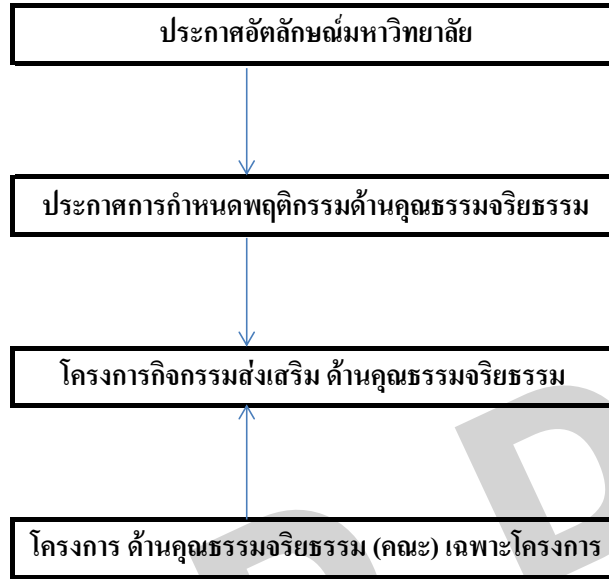 ประกาศอัตลักษณ์มหาวิทยาลัย
ประกาศการกำหนดพฤติกรรมด้านคุณธรรมจริยธรรม
โครงการกิจกรรมส่งเสริม ด้านคุณธรรมจริยธรรม
โครงการ ด้านคุณธรรมจริยธรรม (คณะ) เฉพาะโครงการ